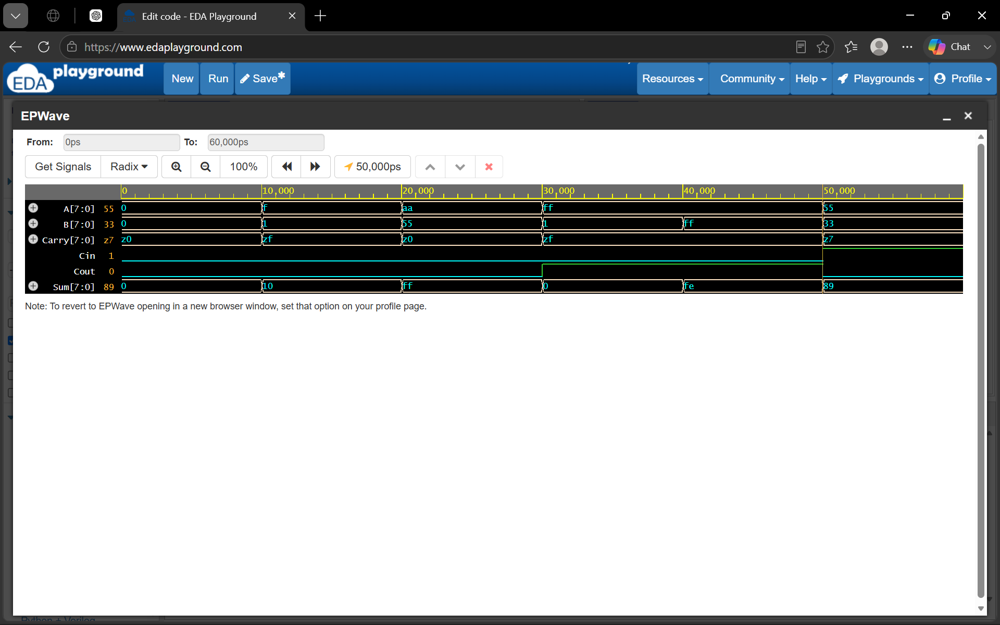 Edit code - EDA Playground
https://www.edaplayground.com
Chat
EDA playground
New Run Save* Resources Community Help Playgrounds Profile
EPWave
From: 0ps To: 60,000ps
Get Signals Radix 100% 50,000ps
0 10,000 20,000 30,000 40,000 50,000
A[7:0] 55 0 f aa ff 55
B[7:0] 33 0 1 55 1 ff 33
Carry[7:0] z7 z0 zf z0 zf z7
Cin 1
Cout 0
Sum[7:0] 89 0 10 ff 0 fe 89
Note: To revert to EPWave opening in a new browser window, set that option on your profile page.
Python + Verilog